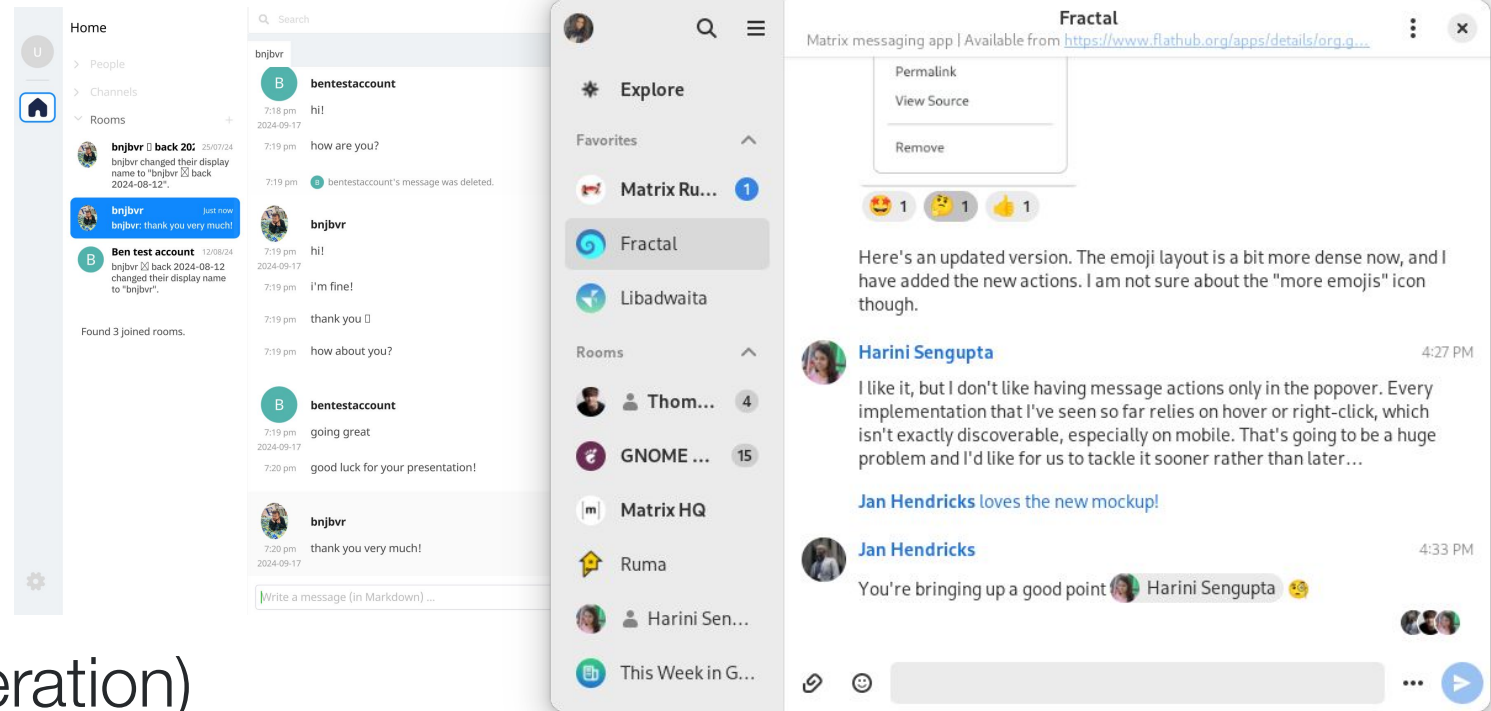 U
Home
People
Channels
Rooms
+
bnjbvr ▯ back 202 25/07/24
bnjbvr changed their display
name to "bnjbvr ☒ back
2024-08-12".
bnjbvr Just now
bnjbvr: thank you very much!
B
Ben test account 12/08/24
bnjbvr ☒ back 2024-08-12
changed their display name
to "bnjbvr".
Found 3 joined rooms.
Search
bnjbvr
B
bentestaccount
7:18 pm hi!
2024-09-17
7:19 pm how are you?
7:19 pm B bentestaccount's message was deleted.
bnjbvr
7:19 pm hi!
2024-09-17
7:19 pm i'm fine!
7:19 pm thank you ▯
7:19 pm how about you?
B
bentestaccount
7:19 pm going great
2024-09-17
7:20 pm good luck for your presentation!
bnjbvr
7:20 pm thank you very much!
2024-09-17
Write a message (in Markdown) ...
eration)
Explore
Favorites
Matrix Ru... 1
Fractal
Libadwaita
Rooms
Thom... 4
GNOME ... 15
[m] Matrix HQ
Ruma
Harini Sen...
This Week in G...
Fractal
Matrix messaging app | Available from https://www.flathub.org/apps/details/org.g...
Permalink
View Source
Remove
🤩 1 🤔 1 👍 1
Here's an updated version. The emoji layout is a bit more dense now, and I
have added the new actions. I am not sure about the "more emojis" icon
though.
Harini Sengupta 4:27 PM
I like it, but I don't like having message actions only in the popover. Every
implementation that I've seen so far relies on hover or right-click, which
isn't exactly discoverable, especially on mobile. That's going to be a huge
problem and I'd like for us to tackle it sooner rather than later…
Jan Hendricks loves the new mockup!
Jan Hendricks 4:33 PM
You're bringing up a good point Harini Sengupta 🧐